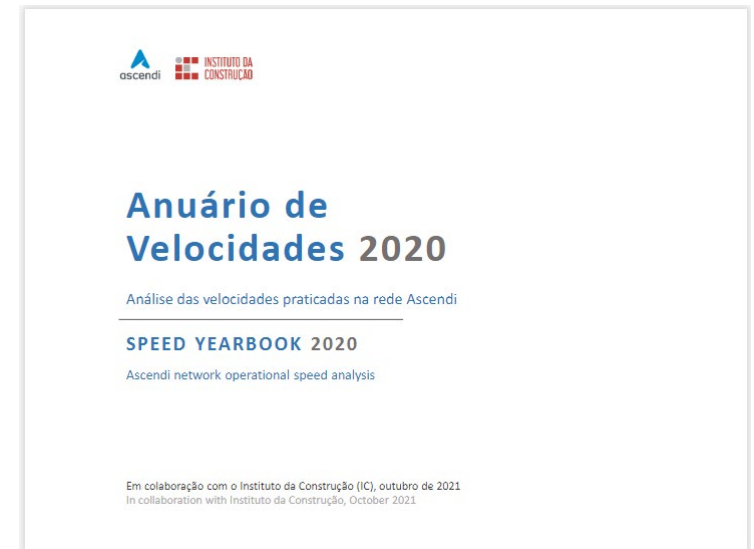 ascendi
INSTITUTO DA
CONSTRUÇÃO
Anuário de
Velocidades 2020
Análise das velocidades praticadas na rede Ascendi
SPEED YEARBOOK 2020
Ascendi network operational speed analysis
Em colaboração com o Instituto da Construção (IC), outubro de 2021
In collaboration with Instituto da Construção, October 2021